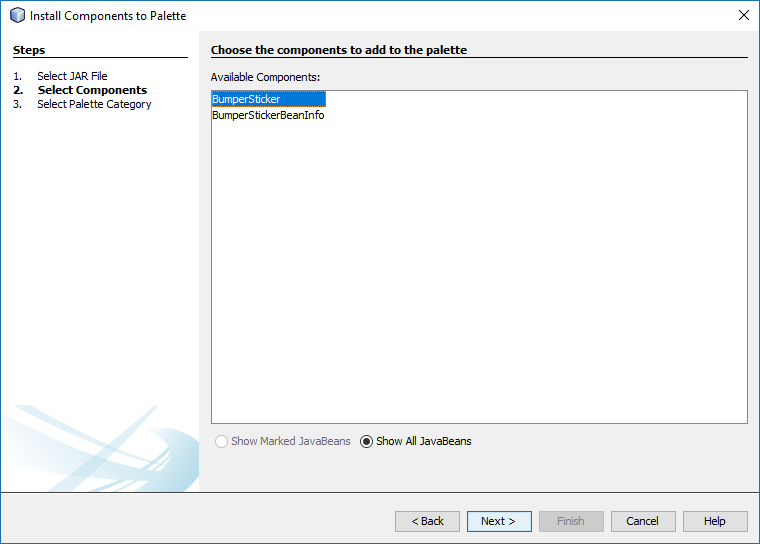 Install Components to Palette
Steps
1. Select JAR File
2. Select Components
3. Select Palette Category
Choose the components to add to the palette
Available Components:
BumperSticker
BumperStickerBeanInfo
Show Marked JavaBeans
Show All JavaBeans
< Back
Next >
Finish
Cancel
Help